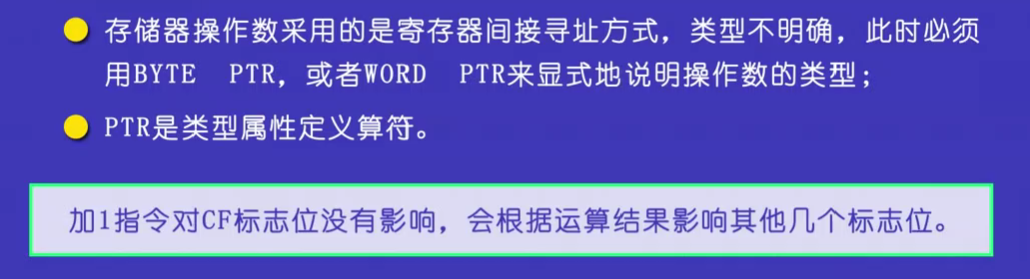 存储器操作数采用的是寄存器间接寻址方式，类型不明确，此时必须
用BYTE PTR，或者WORD PTR来显式地说明操作数的类型；
PTR是类型属性定义算符。
加1指令对CF标志位没有影响，会根据运算结果影响其他几个标志位。